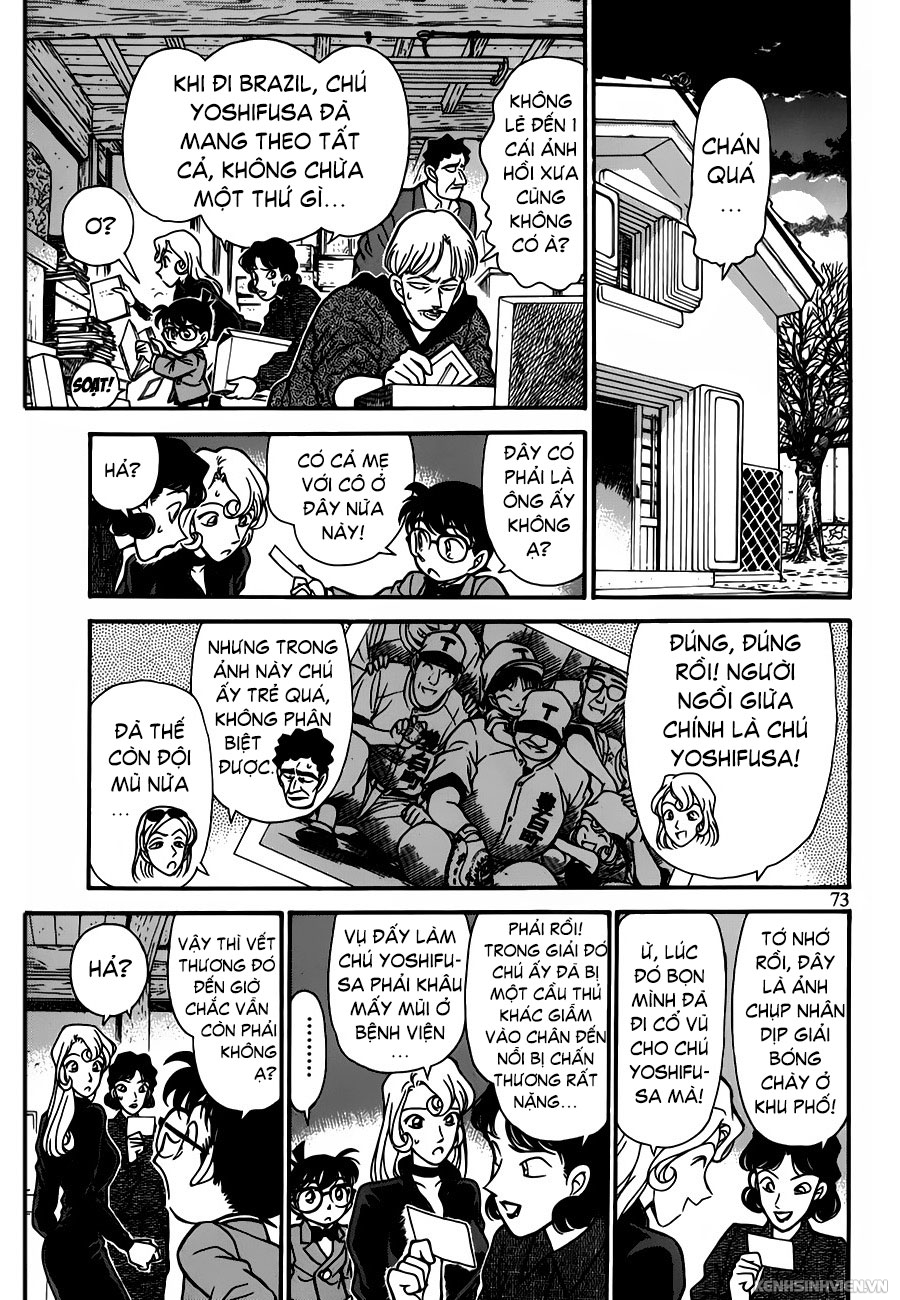 CHÁN
QUÁ
...
KHÔNG
LẼ ĐẾN 1
CÁI ẢNH
HỒI XƯA
CŨNG
KHÔNG
CÓ À?
KHI ĐI BRAZIL, CHÚ
YOSHIFUSA ĐÃ
MANG THEO TẤT
CẢ, KHÔNG CHỪA
MỘT THỨ GÌ...
Ơ?
SOẠT!
ĐÂY CÓ
PHẢI LÀ
ÔNG ẤY
KHÔNG
Ạ?
CÓ CẢ MẸ
VỚI CÔ Ở
ĐÂY NỮA
NÀY!
HẢ?
ĐÚNG, ĐÚNG
RỒI! NGƯỜI
NGỒI GIỮA
CHÍNH LÀ CHÚ
YOSHIFUSA!
T
T
NHƯNG TRONG
ẢNH NÀY CHÚ
ẤY TRẺ QUÁ,
KHÔNG PHÂN
BIỆT
ĐƯỢC.
ĐÃ THẾ
CÒN ĐỘI
MŨ NỮA
...
73
TỚ NHỚ
RỒI, ĐÂY
LÀ ẢNH
CHỤP NHÂN
DỊP GIẢI
BÓNG
CHÀY Ở
KHU PHỐ!
Ừ, LÚC
ĐÓ BỌN
MÌNH ĐÃ
ĐI CỔ VŨ
CHO CHÚ
YOSHIFU-
SA MÀ!
PHẢI RỒI!
TRONG GIẢI ĐÓ
CHÚ ẤY ĐÃ BỊ
MỘT CẦU THỦ
KHÁC GIẪM
VÀO CHÂN ĐẾN
NỖI BỊ CHẤN
THƯƠNG RẤT
NẶNG...
VỤ ĐẤY LÀM
CHÚ YOSHIFU-
SA PHẢI KHÂU
MẤY MŨI Ở
BỆNH VIỆN
...
.........
VẬY THÌ VẾT
THƯƠNG ĐÓ
ĐẾN GIỜ
CHẮC VẪN
CÒN PHẢI
KHÔNG
Ạ?
HẢ?
KENHSINHVIEN.VN